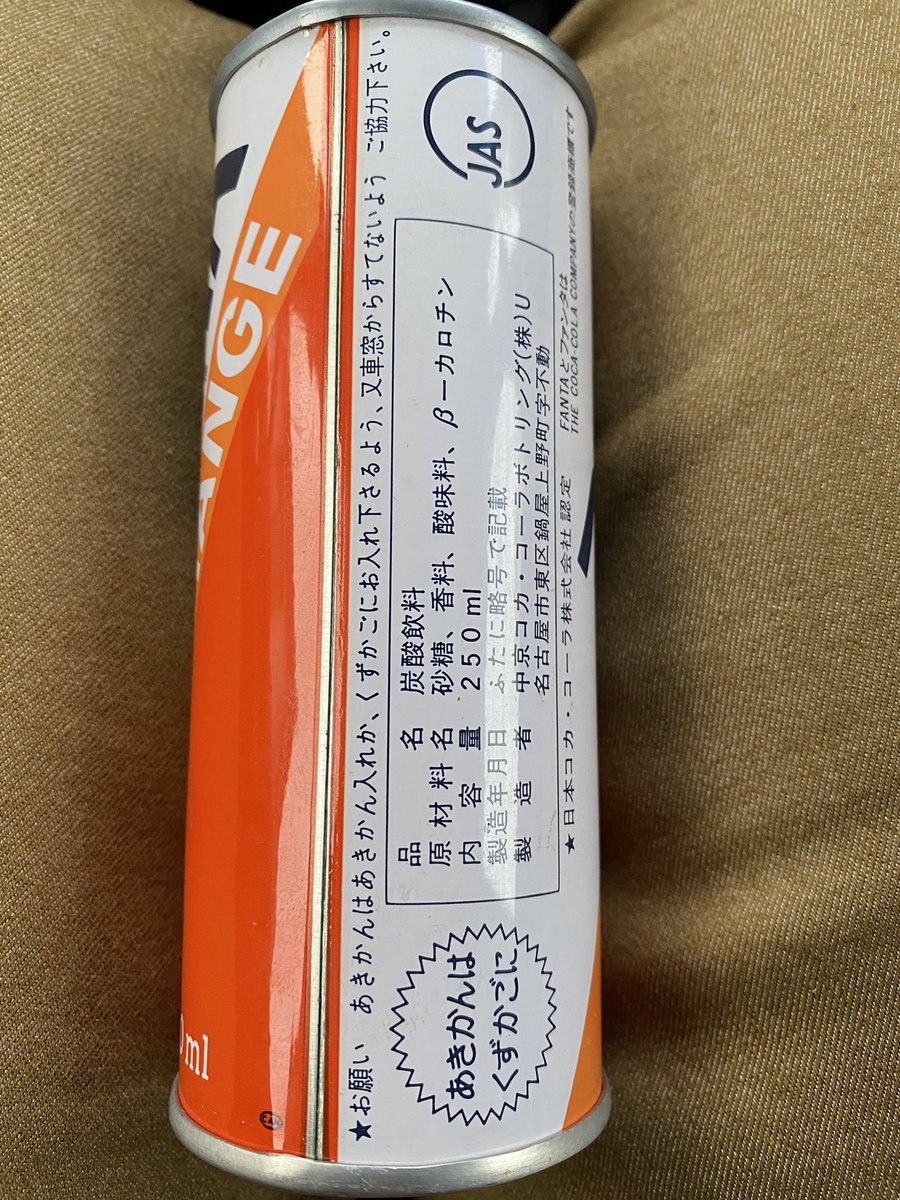 ANGE
ml
★お願い あきかんはあきかん入れか、くずかごにお入れ下さるよう、又車窓からすてないよう ご協力下さい。
JAS
品名 炭酸飲料
原材料名 砂糖、香料、酸味料、β－カロチン
内容量 250ml
製造年月日 ふたに略号で記載
製造者 中京コカ・コーラボトリング(株)U
名古屋市東区鍋屋上野町字不動
★日本コカ・コーラ株式会社 認定
FANTAとファンタは
THE COCA-COLA COMPANYの登録商標です
あきかんは
くずかごに